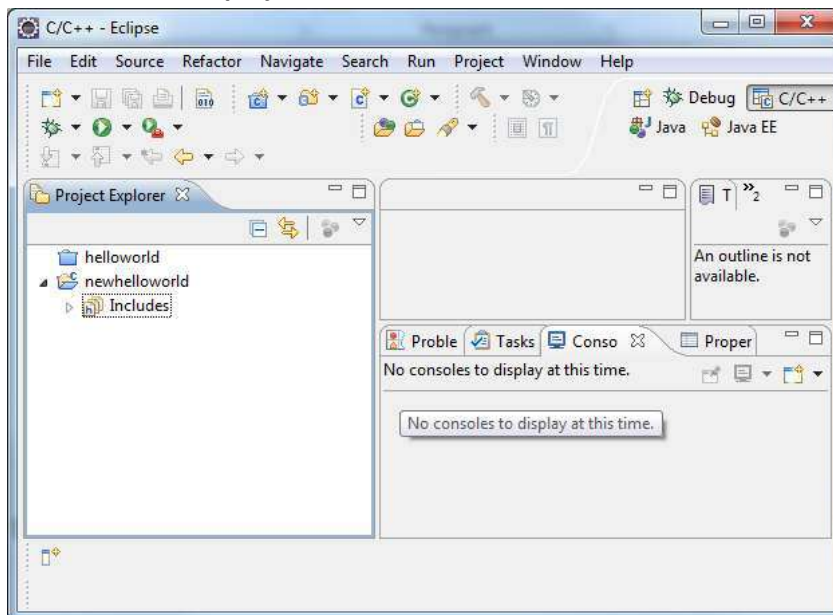 C/C++ - Eclipse
File Edit Source Refactor Navigate Search Run Project Window Help
010
Debug C/C++
Java Java EE
Project Explorer
T »2
helloworld
newhelloworld
Includes
An outline is not
available.
Proble Tasks Conso Proper
No consoles to display at this time.
No consoles to display at this time.